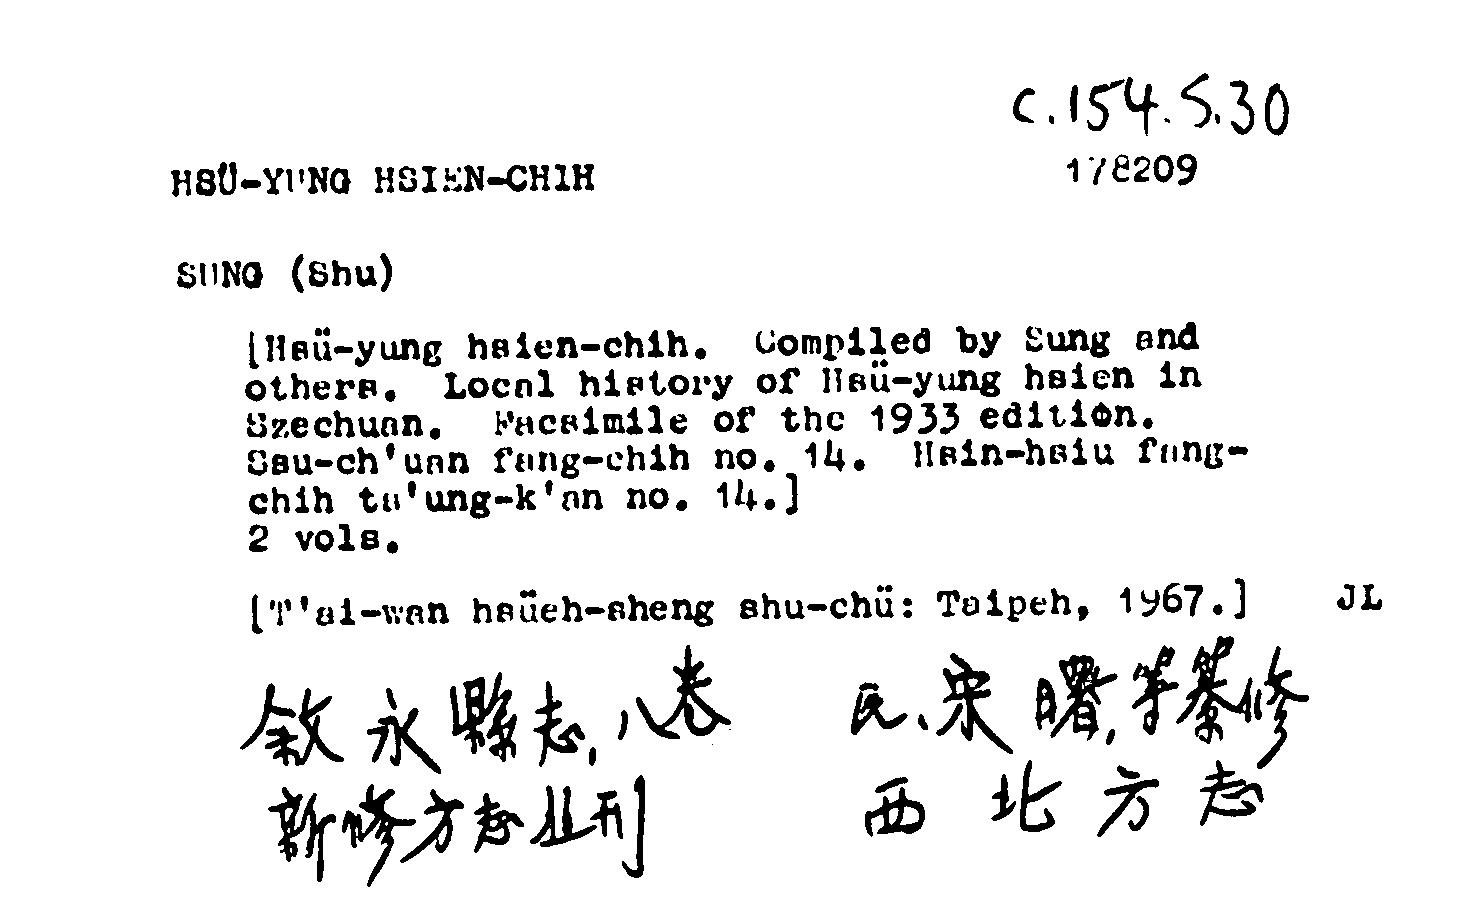 C.154.S.30
178209
HSÜ-YUNG HSIEN-CHIH
SUNG (Shu)
[Hsü-yung hsien-chih. Compiled by Sung and
others. Local history of Hsü-yung hsien in
Szechuan. Facsimile of the 1933 edition.
Ssu-ch'uan fang-chih no. 14. Hsin-hsiu fang-
chih ts'ung-k'an no. 14.]
2 vols.
[T'ai-wan hsüeh-sheng shu-chü: Taipeh, 1967.] JL
敘永縣志,八卷 民、宋曙,等纂修
新修方志丛刊 西北方志